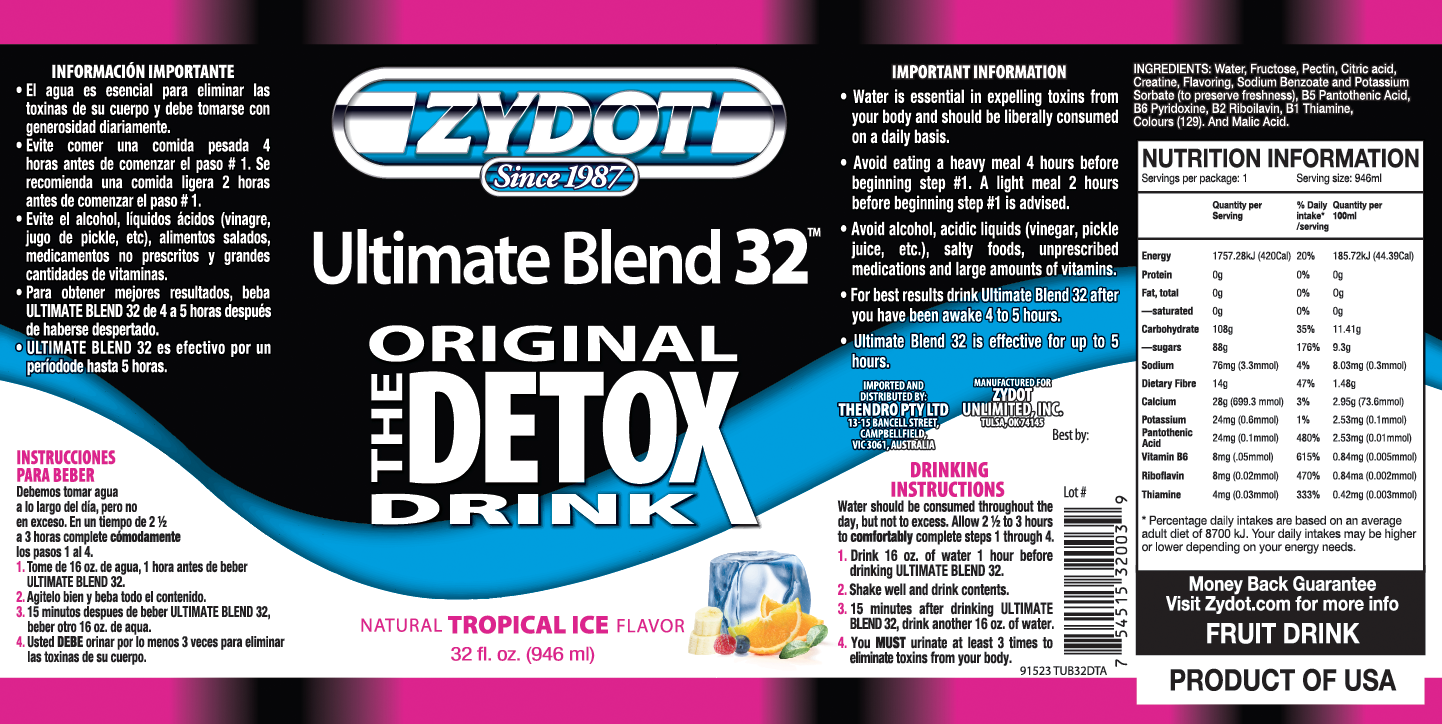 INFORMACIÓN IMPORTANTE
• El agua es esencial para eliminar las
toxinas de su cuerpo y debe tomarse con
generosidad diariamente.
• Evite comer una comida pesada 4
horas antes de comenzar el paso # 1. Se
recomienda una comida ligera 2 horas
antes de comenzar el paso # 1.
• Evite el alcohol, líquidos ácidos (vinagre,
jugo de pickle, etc), alimentos salados,
medicamentos no prescritos y grandes
cantidades de vitaminas.
• Para obtener mejores resultados, beba
ULTIMATE BLEND 32 de 4 a 5 horas después
de haberse despertado.
• ULTIMATE BLEND 32 es efectivo por un
períodode hasta 5 horas.
INSTRUCCIONES
PARA BEBER
Debemos tomar agua
a lo largo del día, pero no
en exceso. En un tiempo de 2 ½
a 3 horas complete cómodamente
los pasos 1 al 4.
1. Tome de 16 oz. de agua, 1 hora antes de beber
ULTIMATE BLEND 32.
2. Agitelo bien y beba todo el contenido.
3. 15 minutos despues de beber ULTIMATE BLEND 32,
beber otro 16 oz. de aqua.
4. Usted DEBE orinar por lo menos 3 veces para eliminar
las toxinas de su cuerpo.
ZYDOT
Since 1987
Ultimate Blend 32™
THE
ORIGINAL
DETOX
DRINK
NATURAL TROPICAL ICE FLAVOR
32 fl. oz. (946 ml)
IMPORTANT INFORMATION
• Water is essential in expelling toxins from
your body and should be liberally consumed
on a daily basis.
• Avoid eating a heavy meal 4 hours before
beginning step #1. A light meal 2 hours
before beginning step #1 is advised.
• Avoid alcohol, acidic liquids (vinegar, pickle
juice, etc.), salty foods, unprescribed
medications and large amounts of vitamins.
• For best results drink Ultimate Blend 32 after
you have been awake 4 to 5 hours.
• Ultimate Blend 32 is effective for up to 5
hours.
IMPORTED AND
DISTRIBUTED BY:
THENDRO PTY LTD
13-15 BANCELL STREET,
CAMPBELLFIELD,
VIC 3061, AUSTRALIA
MANUFACTURED FOR
ZYDOT
UNLIMITED, INC.
TULSA, OK 74145
Best by:
DRINKING
INSTRUCTIONS
Lot #
Water should be consumed throughout the
day, but not to excess. Allow 2 ½ to 3 hours
to comfortably complete steps 1 through 4.
1. Drink 16 oz. of water 1 hour before
drinking ULTIMATE BLEND 32.
2. Shake well and drink contents.
3. 15 minutes after drinking ULTIMATE
BLEND 32, drink another 16 oz. of water.
4. You MUST urinate at least 3 times to
eliminate toxins from your body.
7 54515 32003 9
91523 TUB32DTA
INGREDIENTS: Water, Fructose, Pectin, Citric acid,
Creatine, Flavoring, Sodium Benzoate and Potassium
Sorbate (to preserve freshness), B5 Pantothenic Acid,
B6 Pyridoxine, B2 Riboilavin, B1 Thiamine,
Colours (129). And Malic Acid.
NUTRITION INFORMATION
Servings per package: 1 Serving size: 946ml
Quantity per % Daily Quantity per
Serving intake* 100ml
/serving
Energy 1757.28kJ (420Cal) 20% 185.72kJ (44.39Cal)
Protein 0g 0% 0g
Fat, total 0g 0% 0g
—saturated 0g 0% 0g
Carbohydrate 108g 35% 11.41g
—sugars 88g 176% 9.3g
Sodium 76mg (3.3mmol) 4% 8.03mg (0.3mmol)
Dietary Fibre 14g 47% 1.48g
Calcium 28g (699.3 mmol) 3% 2.95g (73.6mmol)
Potassium 24mg (0.6mmol) 1% 2.53mg (0.1mmol)
Pantothenic
Acid 24mg (0.1mmol) 480% 2.53mg (0.01mmol)
Vitamin B6 8mg (.05mmol) 615% 0.84mg (0.005mmol)
Riboflavin 8mg (0.02mmol) 470% 0.84ma (0.002mmol)
Thiamine 4mg (0.03mmol) 333% 0.42mg (0.003mmol)
* Percentage daily intakes are based on an average
adult diet of 8700 kJ. Your daily intakes may be higher
or lower depending on your energy needs.
Money Back Guarantee
Visit Zydot.com for more info
FRUIT DRINK
PRODUCT OF USA